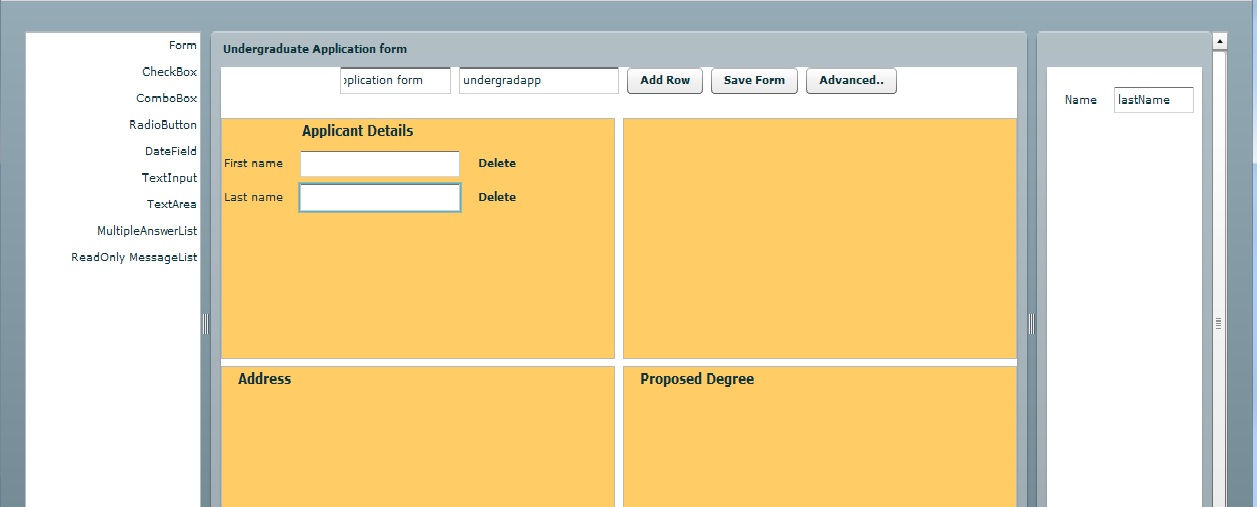 Form
CheckBox
ComboBox
RadioButton
DateField
TextInput
TextArea
MultipleAnswerList
ReadOnly MessageList
Undergraduate Application form
plication form undergradapp Add Row Save Form Advanced..
Applicant Details
First name Delete
Last name Delete
Address
Proposed Degree
Name lastName